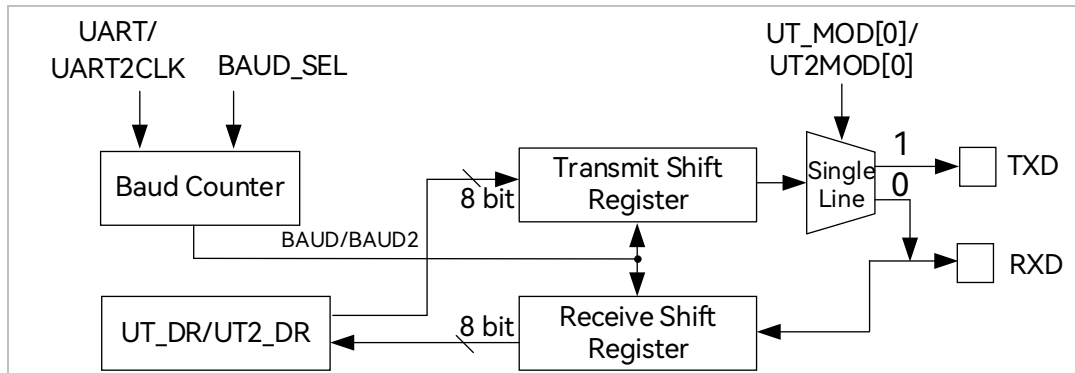 UART/
UART2CLK
BAUD_SEL
UT_MOD[0]/
UT2MOD[0]
Baud Counter
8 bit
Transmit Shift
Register
Single
Line
1
0
TXD
BAUD/BAUD2
RXD
UT_DR/UT2_DR
8 bit
Receive Shift
Register